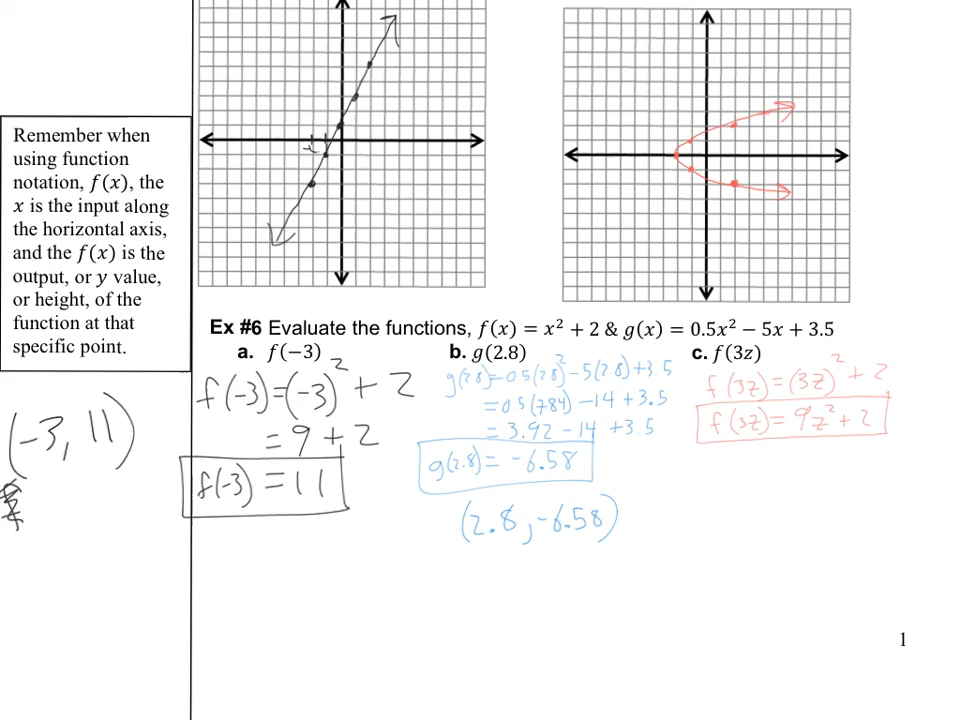 Remember when
using function
notation, f(x), the
x is the input along
the horizontal axis,
and the f(x) is the
output, or y value,
or height, of the
function at that
specific point.
Ex #6 Evaluate the functions, f(x) = x² + 2 & g(x) = 0.5x² − 5x + 3.5
a. f(−3)
f(-3)=(-3)² + 2
= 9 + 2
f(-3) = 11
(-3, 11)
b. g(2.8)
g(2.8)=0.5(2.8)²-5(2.8)+3.5
=0.5(7.84) -14 +3.5
= 3.92 -14 +3.5
g(2.8)= -6.58
(2.8, -6.58)
c. f(3z)
f(3z)=(3z)² + 2
f(3z)= 9z² + 2
1